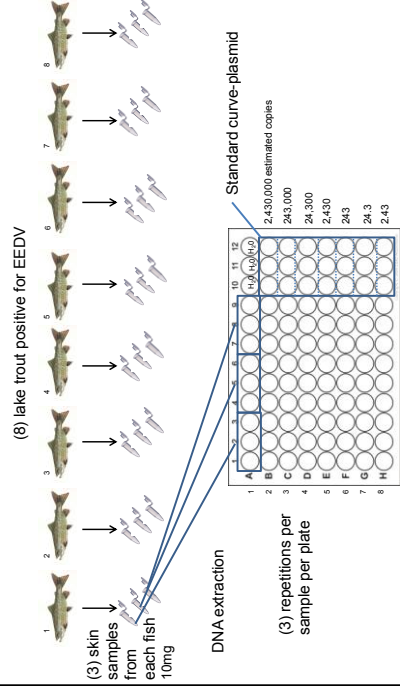 (8) lake trout positive for EEDV
1 2 3 4 5 6 7 8
(3) skin
samples
from
each fish
10mg
DNA extraction
(3) repetitions per
sample per plate
Standard curve-plasmid
1 2 3 4 5 6 7 8 9 10 11 12
1 A H₂0 H₂0 H₂0
2 B 2,430,000 estimated copies
3 C 243,000
4 D 24,300
5 E 2,430
6 F 243
7 G 24.3
8 H 2.43